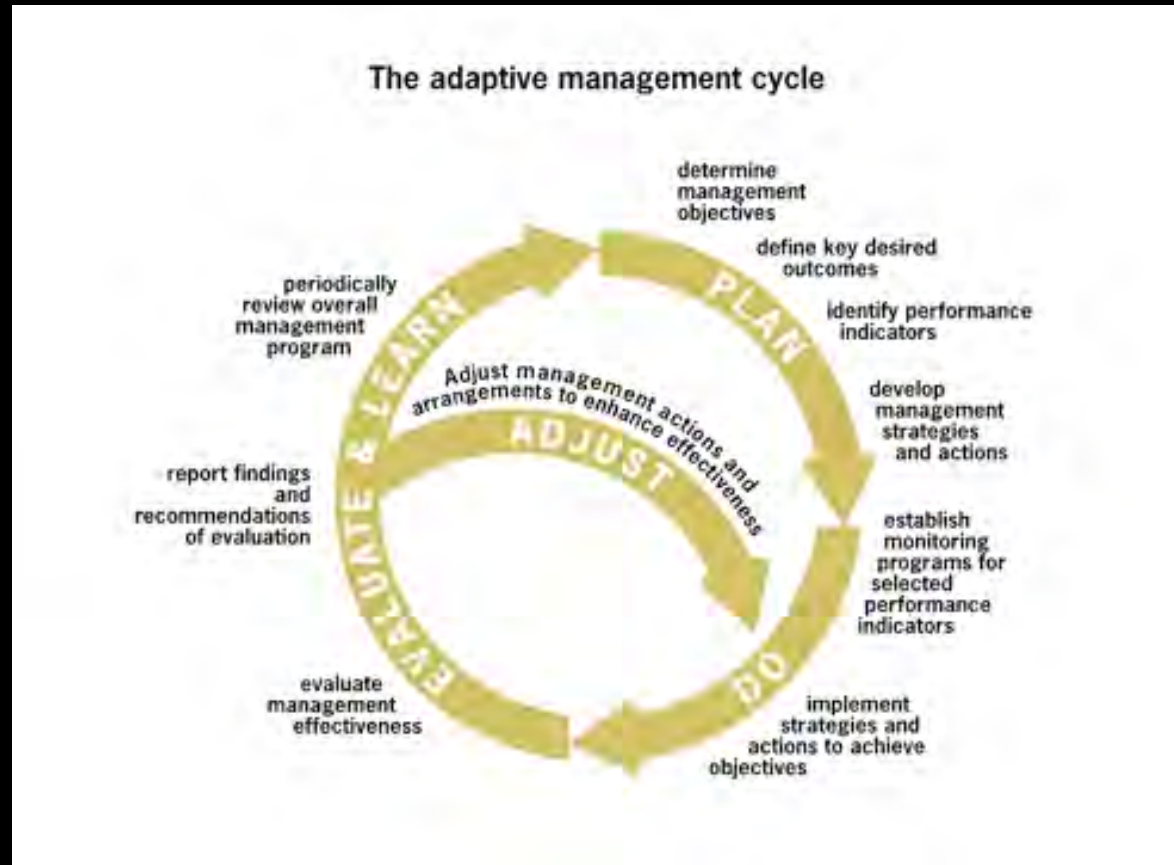 The adaptive management cycle
determine
management
objectives
define key desired
outcomes
PLAN
identify performance
indicators
develop
management
strategies
and actions
establish
monitoring
programs for
selected
performance
indicators
DO
implement
strategies and
actions to achieve
objectives
evaluate
management
effectiveness
EVALUATE & LEARN
report findings
and
recommendations
of evaluation
periodically
review overall
management
program
Adjust management actions and
arrangements to enhance effectiveness
ADJUST